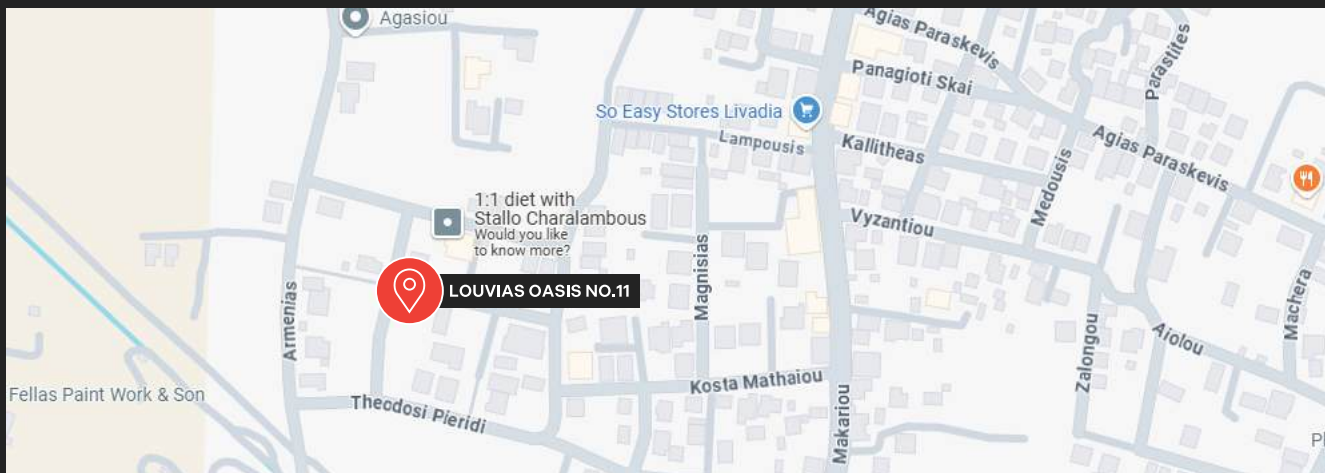 Agasiou
Agias Paraskevis
Panagioti Skai
Parastites
So Easy Stores Livadia
Lampousis
Kallitheas
Agias Paraskevis
Medousis
1:1 diet with
Stallo Charalambous
Would you like
to know more?
Vyzantiou
Magnisias
LOUVIAS OASIS NO.11
Armenias
Machera
Aiolou
Zalongou
Fellas Paint Work & Son
Kosta Mathaiou
Theodosi Pieridi
Makariou